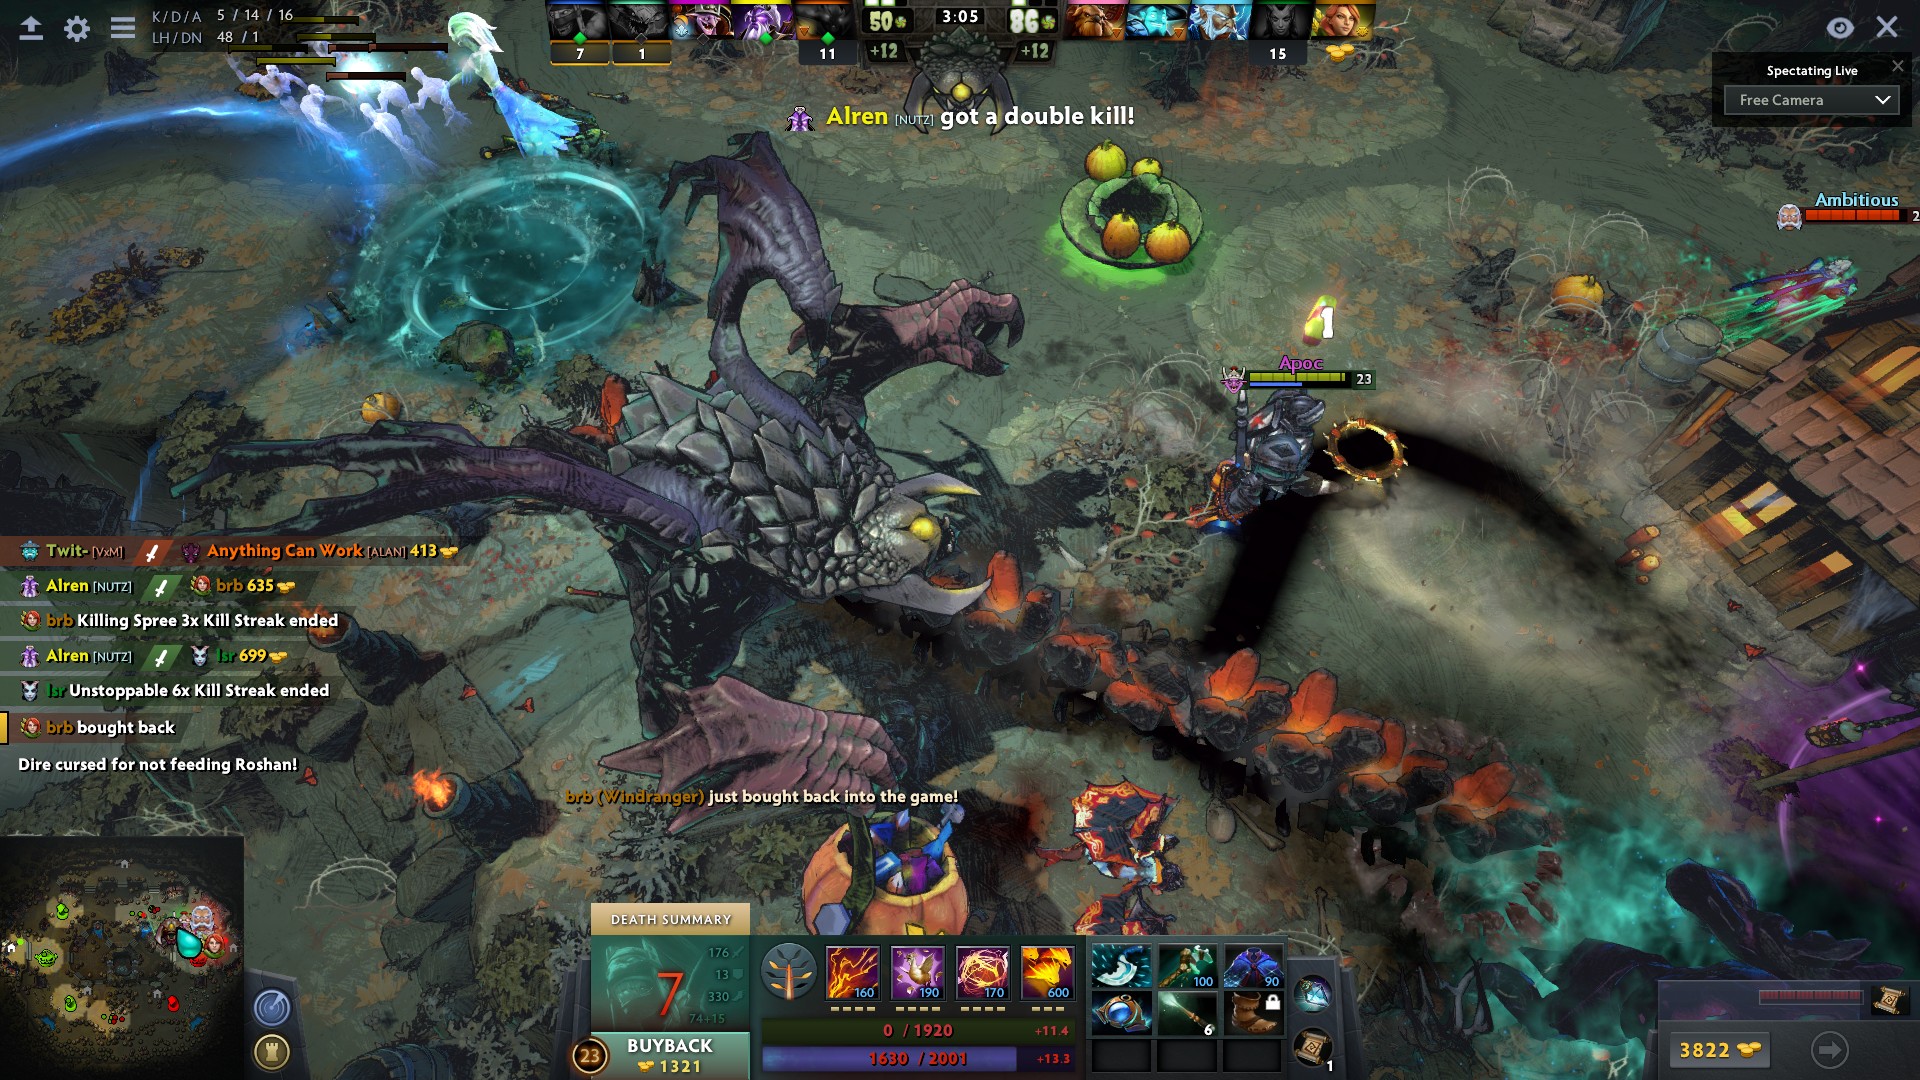 K / D / A 5 / 14 / 16
LH / DN 48 / 1
7
1
11
50
+12
3:05
86
+12
15
Spectating Live
Free Camera
Alren [NUTZ] got a double kill!
Ambitious
2
1
Apoc
23
Twit- [VxM] Anything Can Work [ALAN] 413
Alren [NUTZ] brb 635
brb Killing Spree 3x Kill Streak ended
Alren [NUTZ] lsr 699
lsr Unstoppable 6x Kill Streak ended
brb bought back
Dire cursed for not feeding Roshan!
brb (Windranger) just bought back into the game!
DEATH SUMMARY
176
13
330
74+15
7
23
BUYBACK
1321
160
190
170
600
0 / 1920
+11.4
1630 / 2001
+13.3
100
90
6
1
3822